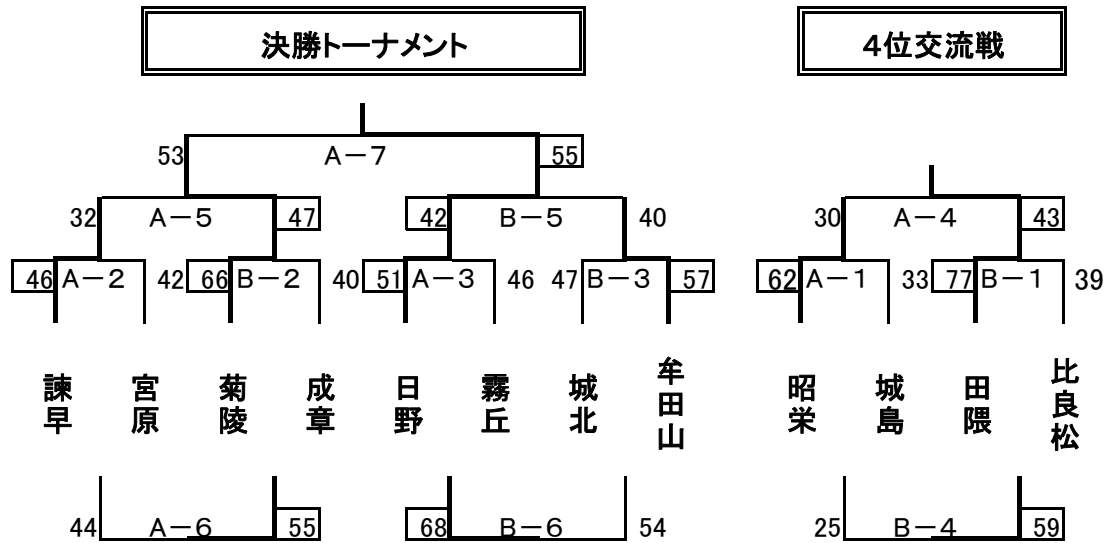 決勝トーナメント ４位交流戦
53 Ａ－７ 55
32 Ａ－５ 47 42 Ｂ－５ 40 30 Ａ－４ 43
46 Ａ－２ 42 66 Ｂ－２ 40 51 Ａ－３ 46 47 Ｂ－３ 57 62 Ａ－１ 33 77 Ｂ－１ 39
諫早 宮原 菊陵 成章 日野 霧丘 城北 牟田山 昭栄 城島 田隈 比良松
44 Ａ－６ 55 68 Ｂ－６ 54 25 Ｂ－４ 59